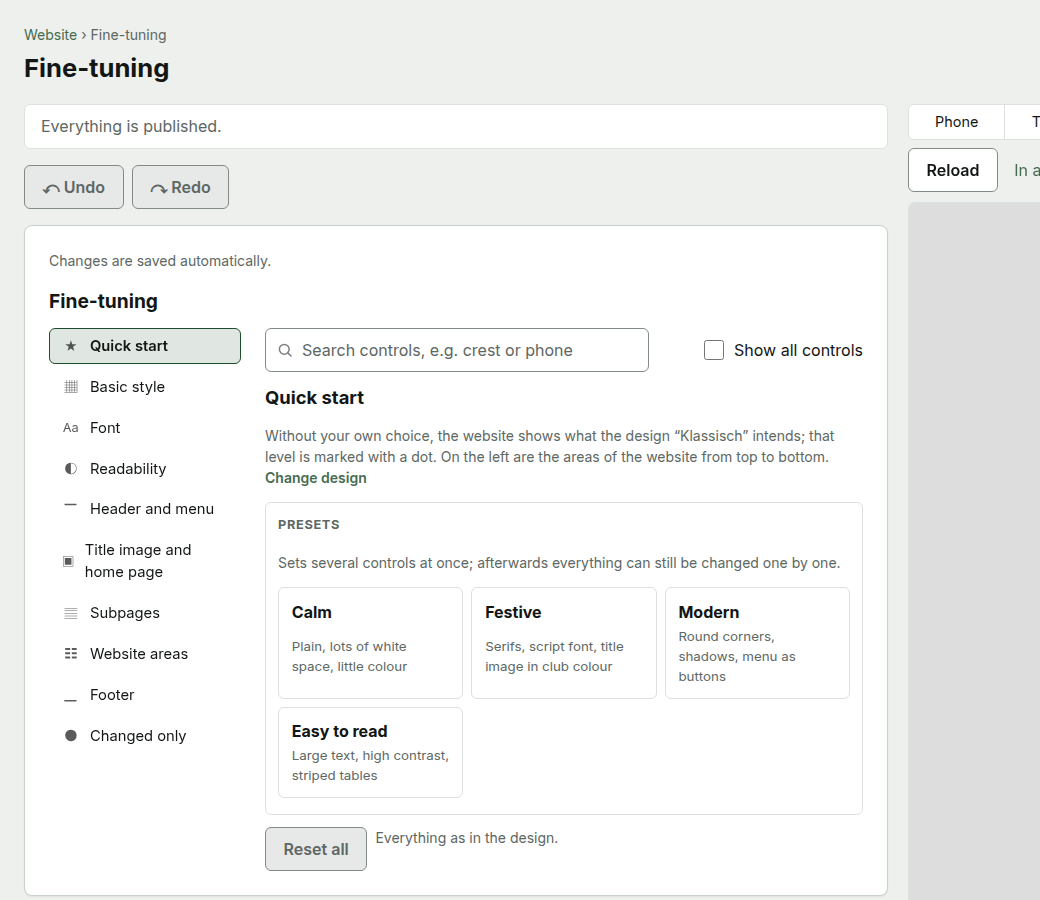 Website › Fine-tuning
Fine-tuning
Everything is published.
Undo
Redo
Phone
Reload
In a
Changes are saved automatically.
Fine-tuning
Quick start
Basic style
Aa Font
Readability
Header and menu
Title image and
home page
Subpages
Website areas
Footer
Changed only
Search controls, e.g. crest or phone
Show all controls
Quick start
Without your own choice, the website shows what the design “Klassisch” intends; that
level is marked with a dot. On the left are the areas of the website from top to bottom.
Change design
PRESETS
Sets several controls at once; afterwards everything can still be changed one by one.
Calm
Plain, lots of white
space, little colour
Festive
Serifs, script font, title
image in club colour
Modern
Round corners,
shadows, menu as
buttons
Easy to read
Large text, high contrast,
striped tables
Reset all
Everything as in the design.